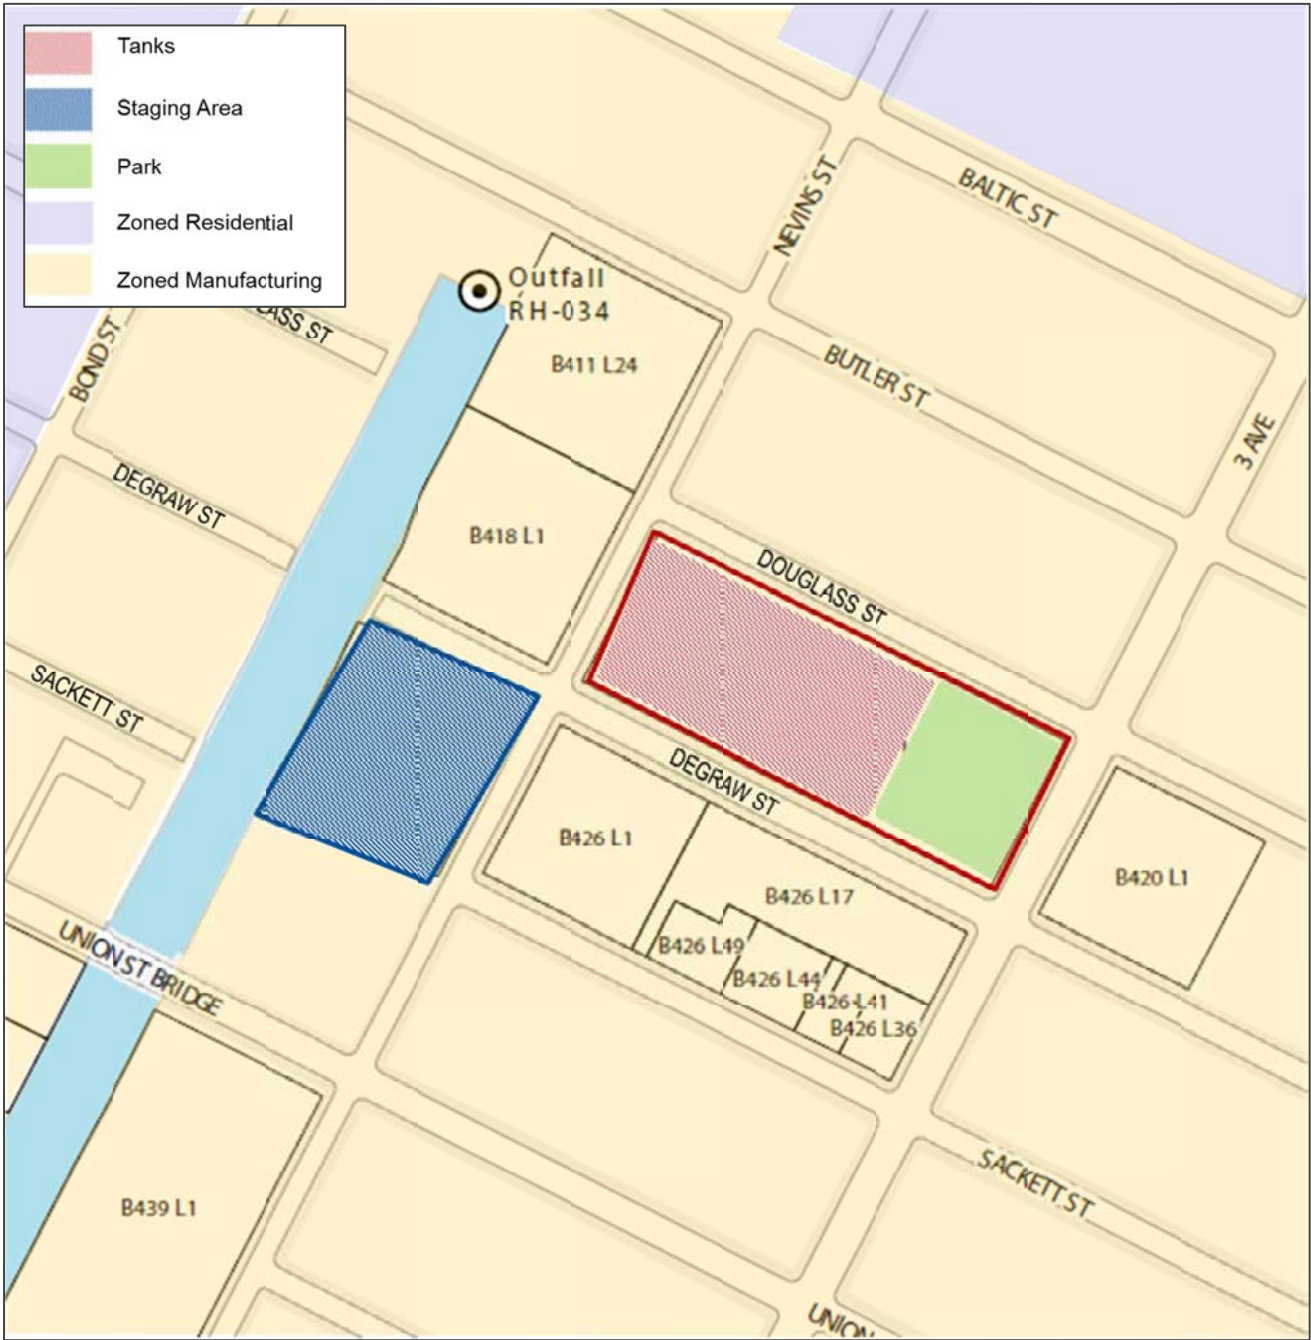 Tanks
Staging Area
Park
Zoned Residential
Zoned Manufacturing
BALTIC ST
NEVINS ST
Outfall
RH-034
ASS ST
BOND ST
B411 L24
BUTLER ST
3 AVE
DEGRAW ST
B418 L1
DOUGLASS ST
SACKETT ST
DEGRAW ST
B426 L1
B420 L1
B426 L17
B426 L49
B426 L44
B426 L41
B426 L36
UNION ST BRIDGE
SACKETT ST
B439 L1
UNION